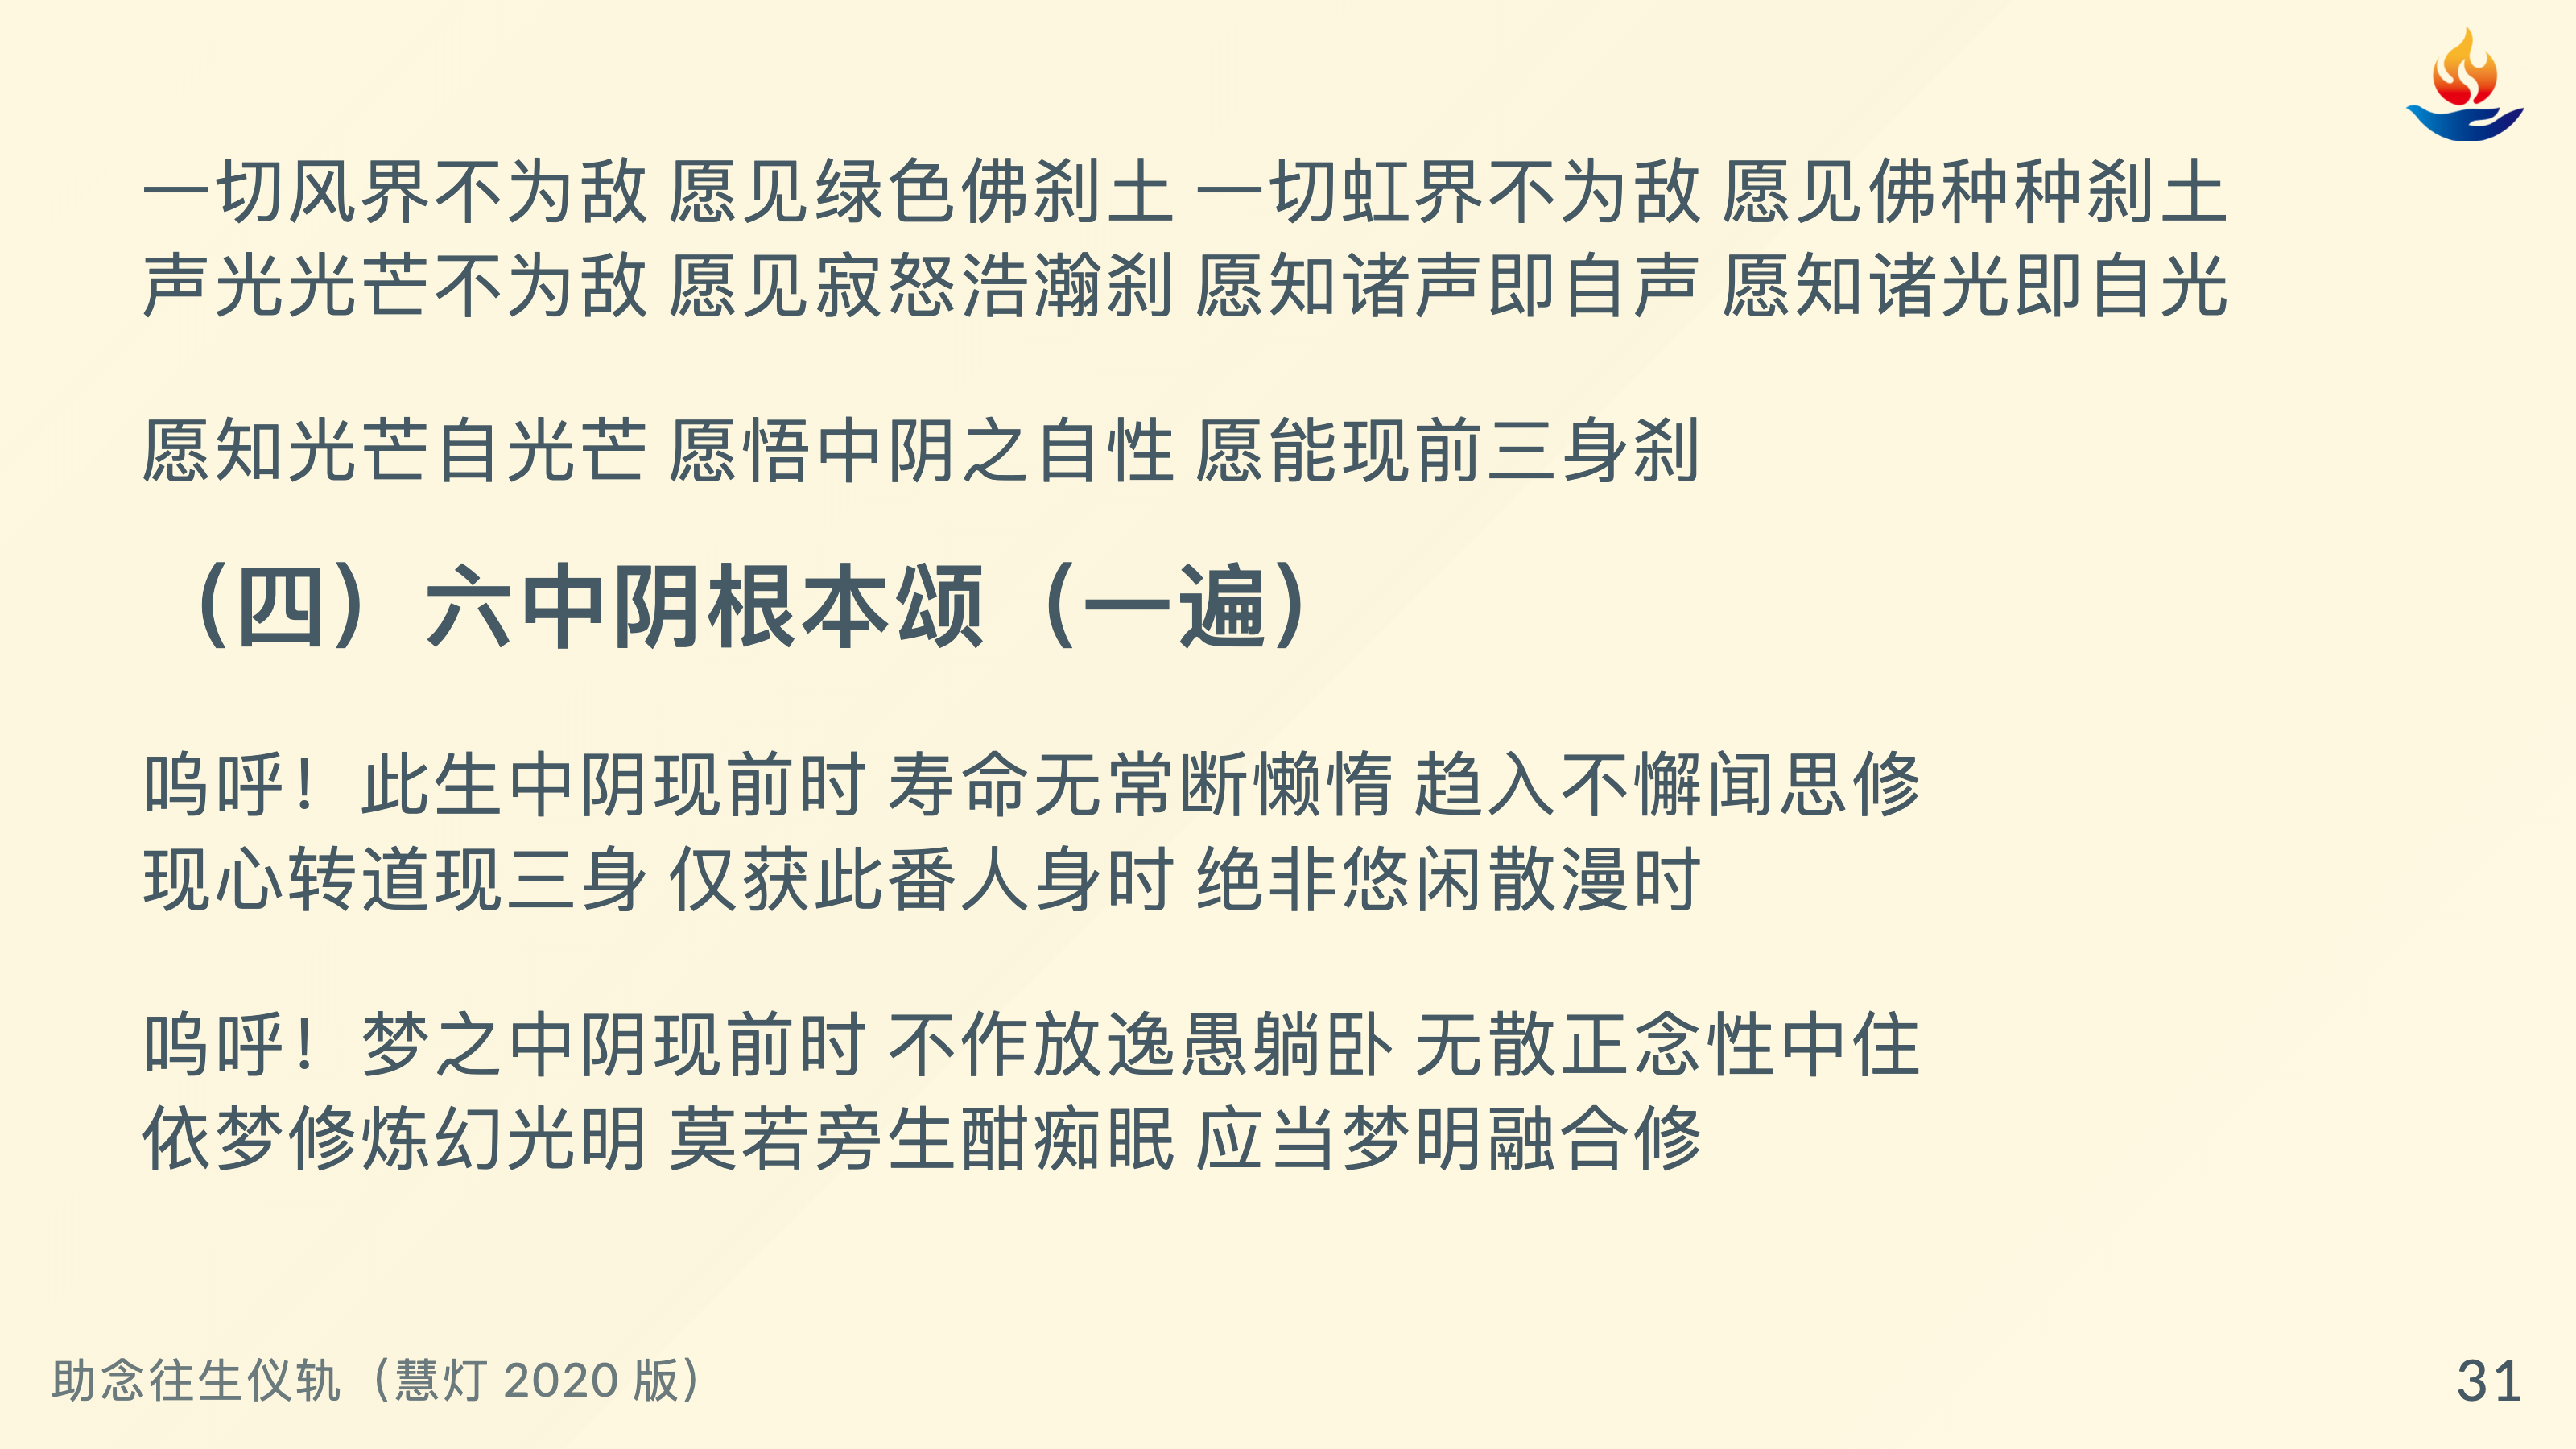 一切风界不为敌 愿见绿色佛刹土 一切虹界不为敌 愿见佛种种刹土
声光光芒不为敌 愿见寂怒浩瀚刹 愿知诸声即自声 愿知诸光即自光
愿知光芒自光芒 愿悟中阴之自性 愿能现前三身刹
（四）六中阴根本颂（一遍）
呜呼！此生中阴现前时 寿命无常断懒惰 趋入不懈闻思修
现心转道现三身 仅获此番人身时 绝非悠闲散漫时
呜呼！梦之中阴现前时 不作放逸愚躺卧 无散正念性中住
依梦修炼幻光明 莫若旁生酣痴眠 应当梦明融合修
助念往生仪轨（慧灯 2020 版）
31